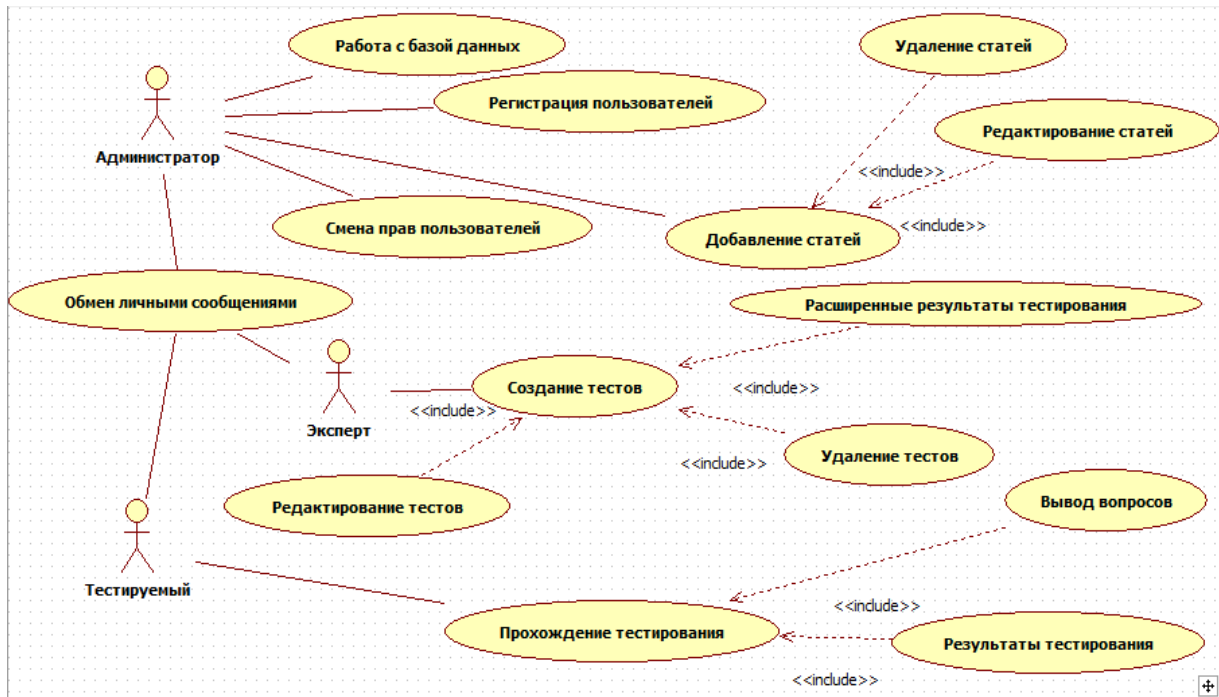 Работа с базой данных
Удаление статей
Регистрация пользователей
Редактирование статей
Администратор
<<include>>
Смена прав пользователей
Добавление статей
<<include>>
Обмен личными сообщениями
Расширенные результаты тестирования
Создание тестов
<<include>>
<<include>>
Эксперт
Удаление тестов
<<include>>
Редактирование тестов
Вывод вопросов
Тестируемый
<<include>>
Прохождение тестирования
Результаты тестирования
<<include>>